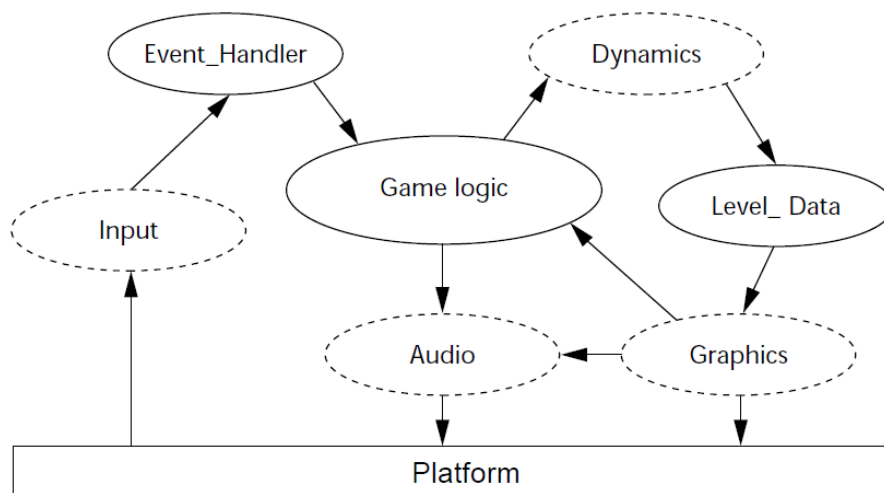 Event_Handler
Dynamics
Game logic
Level_ Data
Input
Audio
Graphics
Platform